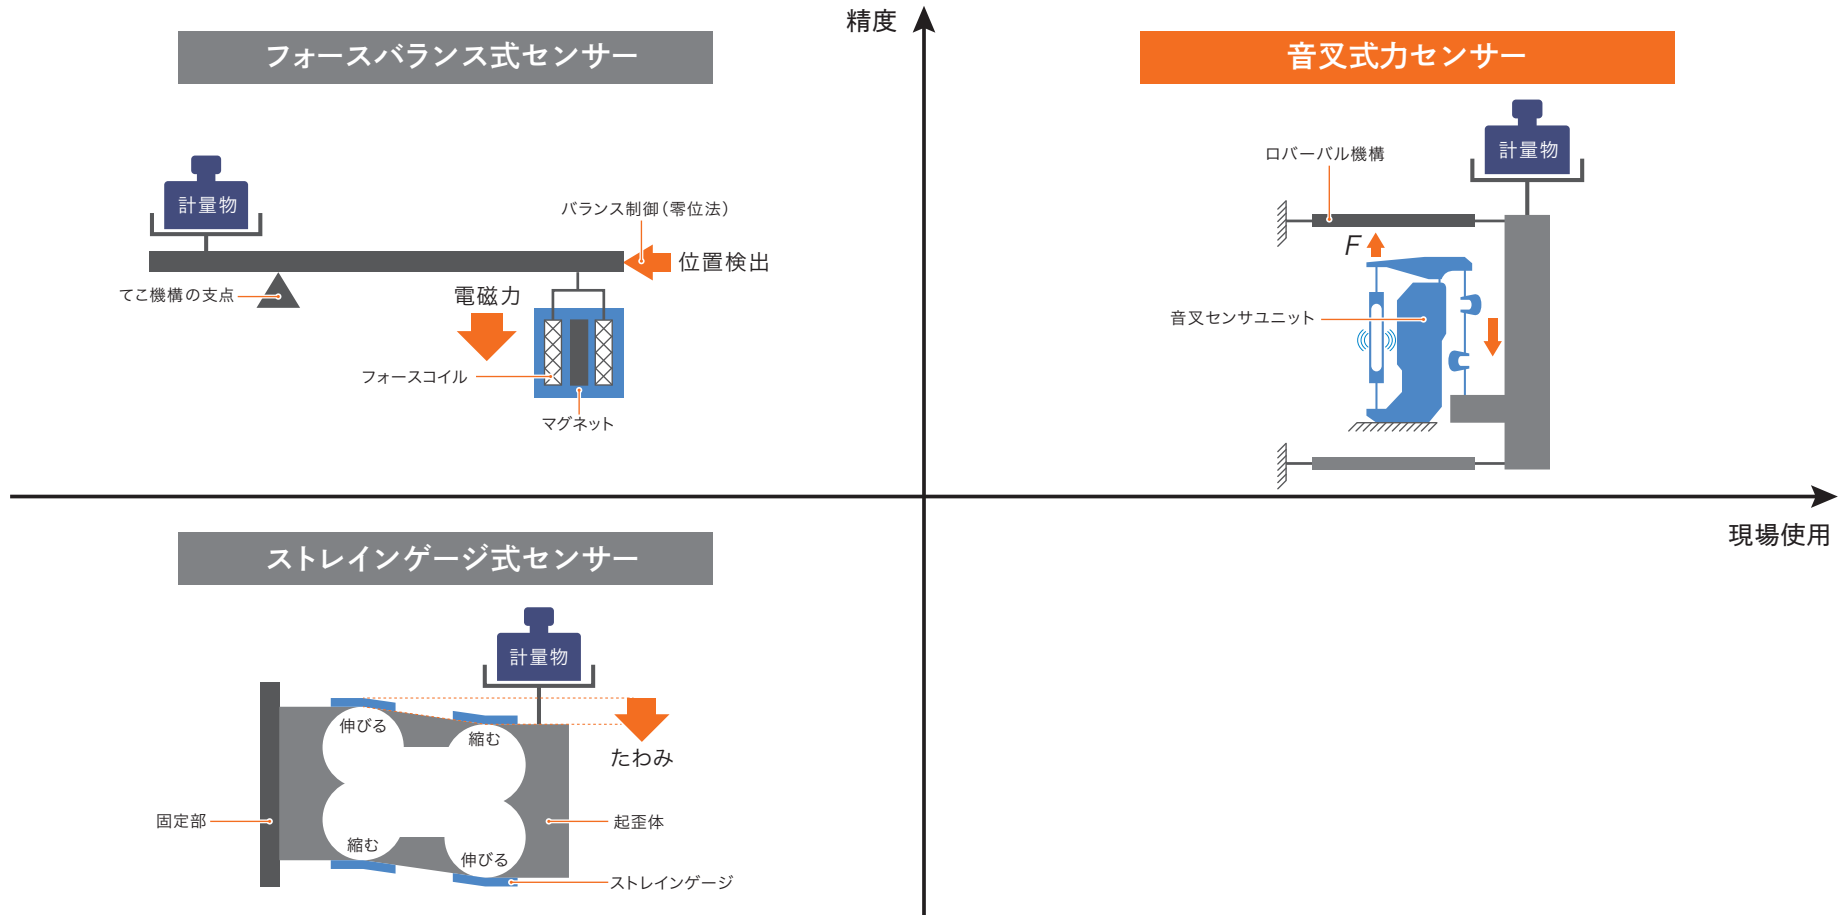 精度
フォースバランス式センサー
音叉式力センサー
計量物
ロバーバル機構
計量物
バランス制御（零位法）
F
位置検出
てこ機構の支点
電磁力
音叉センサユニット
フォースコイル
マグネット
現場使用
ストレインゲージ式センサー
計量物
伸びる
縮む
たわみ
固定部
起歪体
縮む
伸びる
ストレインゲージ